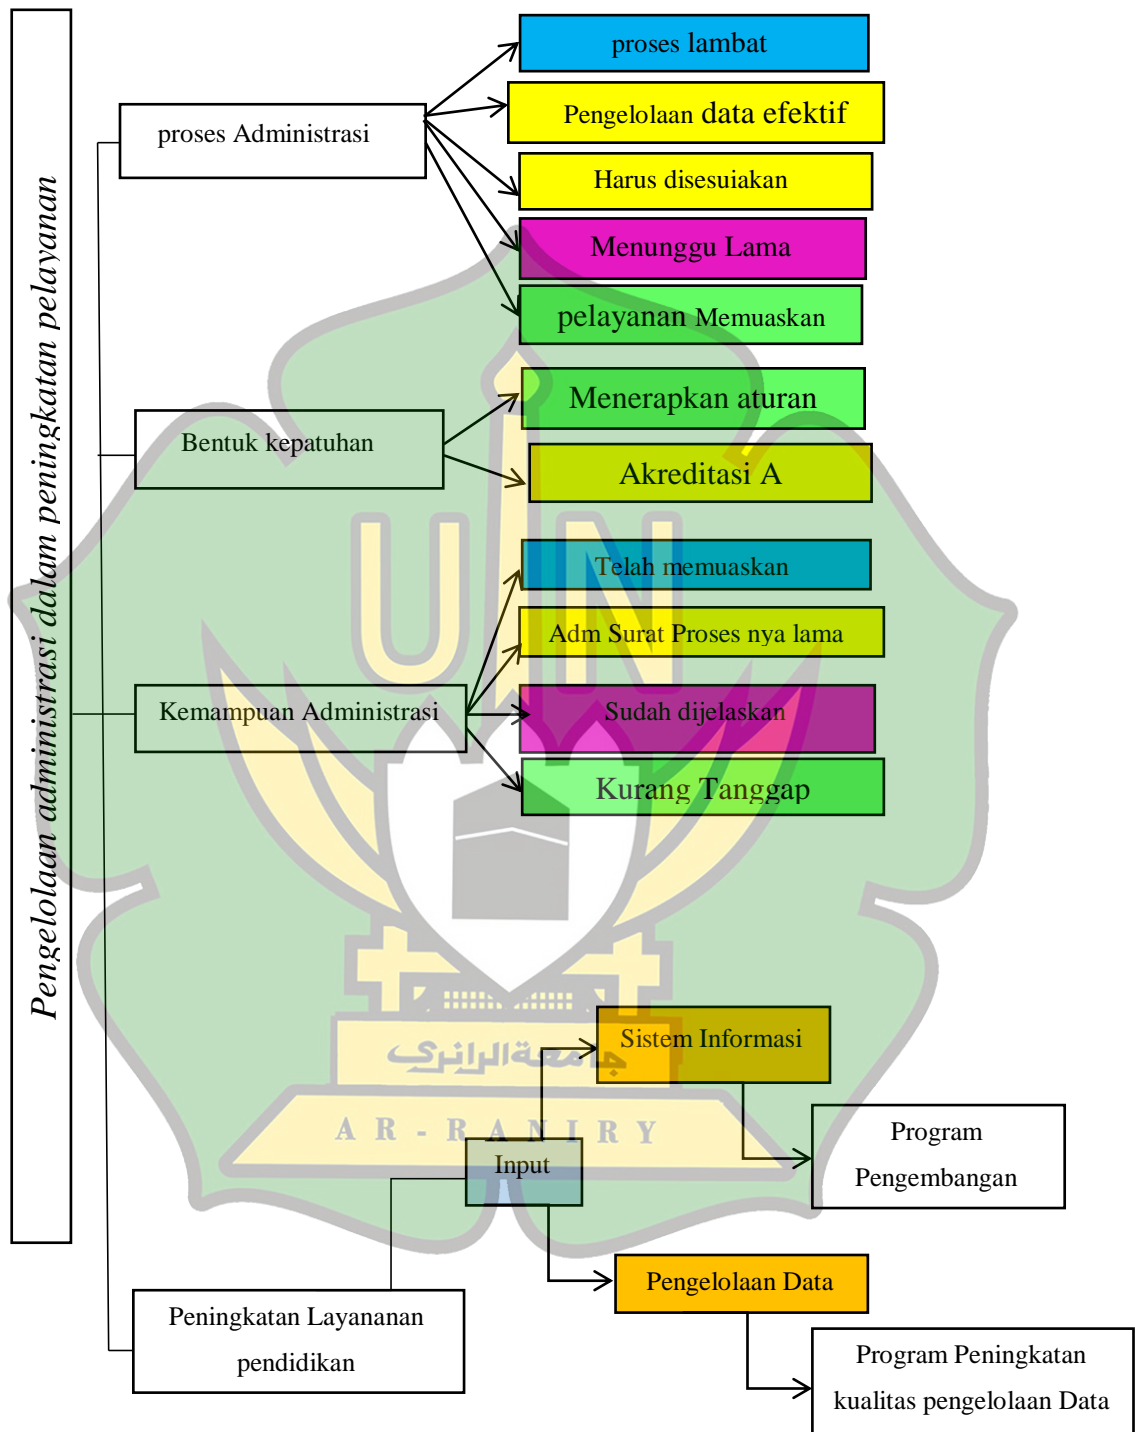 Pengelolaan administrasi dalam peningkatan pelayanan
proses Administrasi
proses lambat
Pengelolaan data efektif
Harus disesuiakan
Menunggu Lama
pelayanan Memuaskan
Bentuk kepatuhan
Menerapkan aturan
Akreditasi A
Kemampuan Administrasi
Telah memuaskan
Adm Surat Proses nya lama
Sudah dijelaskan
Kurang Tanggap
UIN
جامعة الرانري
AR-RANIRY
Peningkatan Layananan
pendidikan
Input
Sistem Informasi
Program
Pengembangan
Pengelolaan Data
Program Peningkatan
kualitas pengelolaan Data